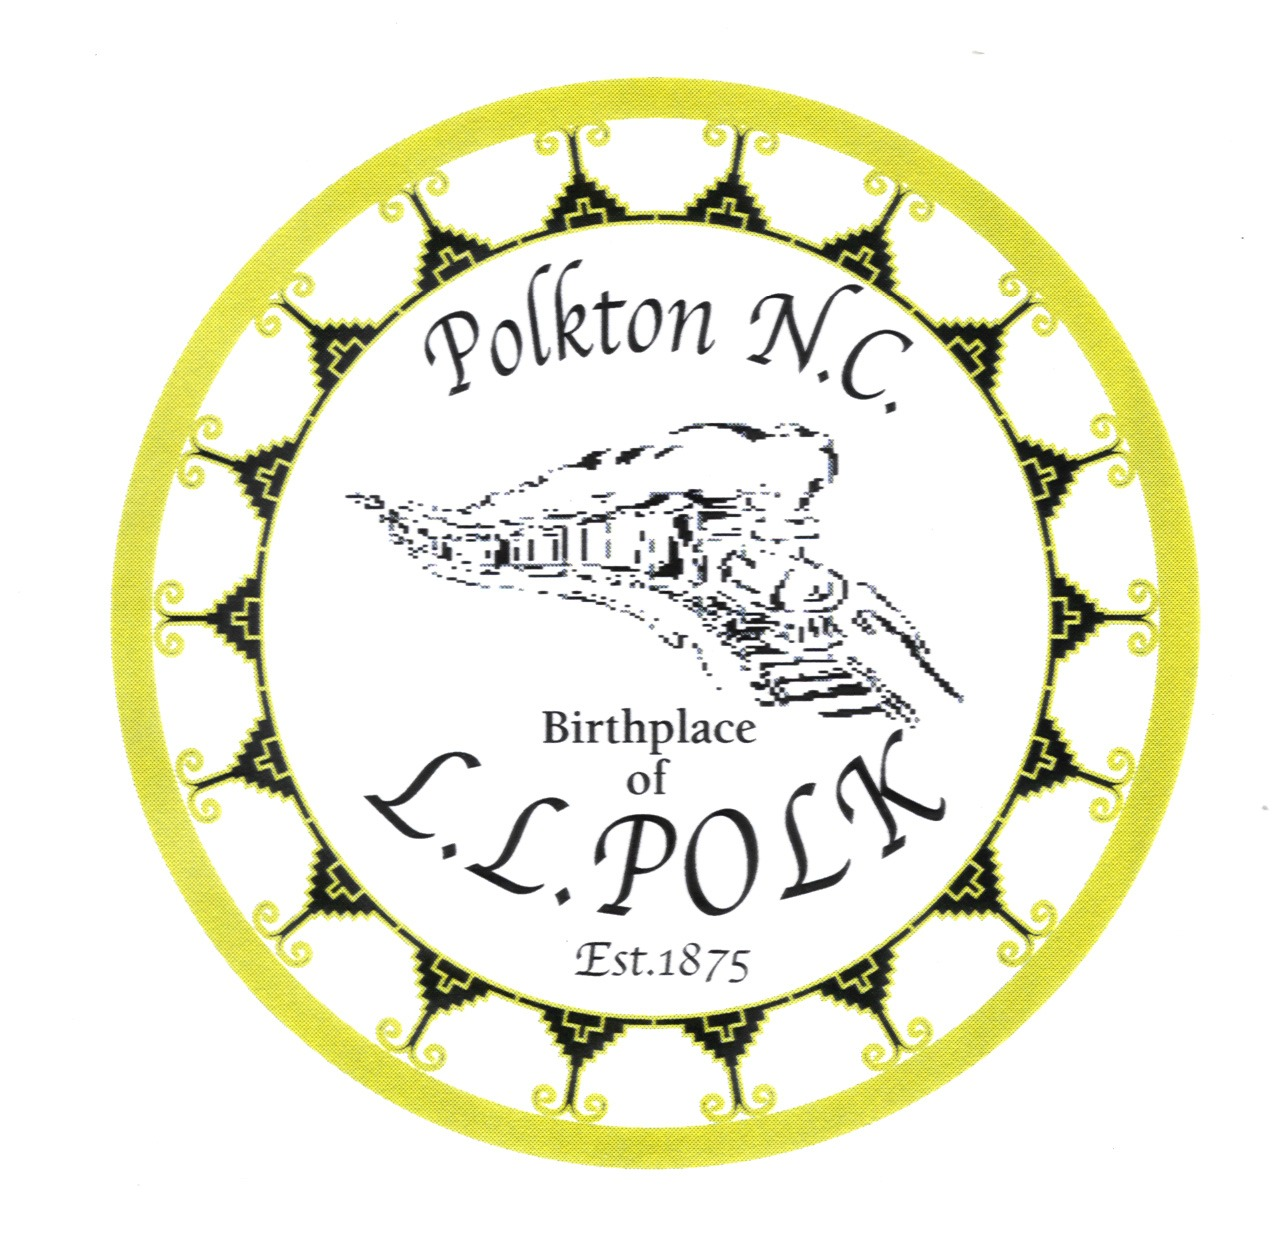 Polkton N.C.
Birthplace
of
L.L.POLK
Est.1875